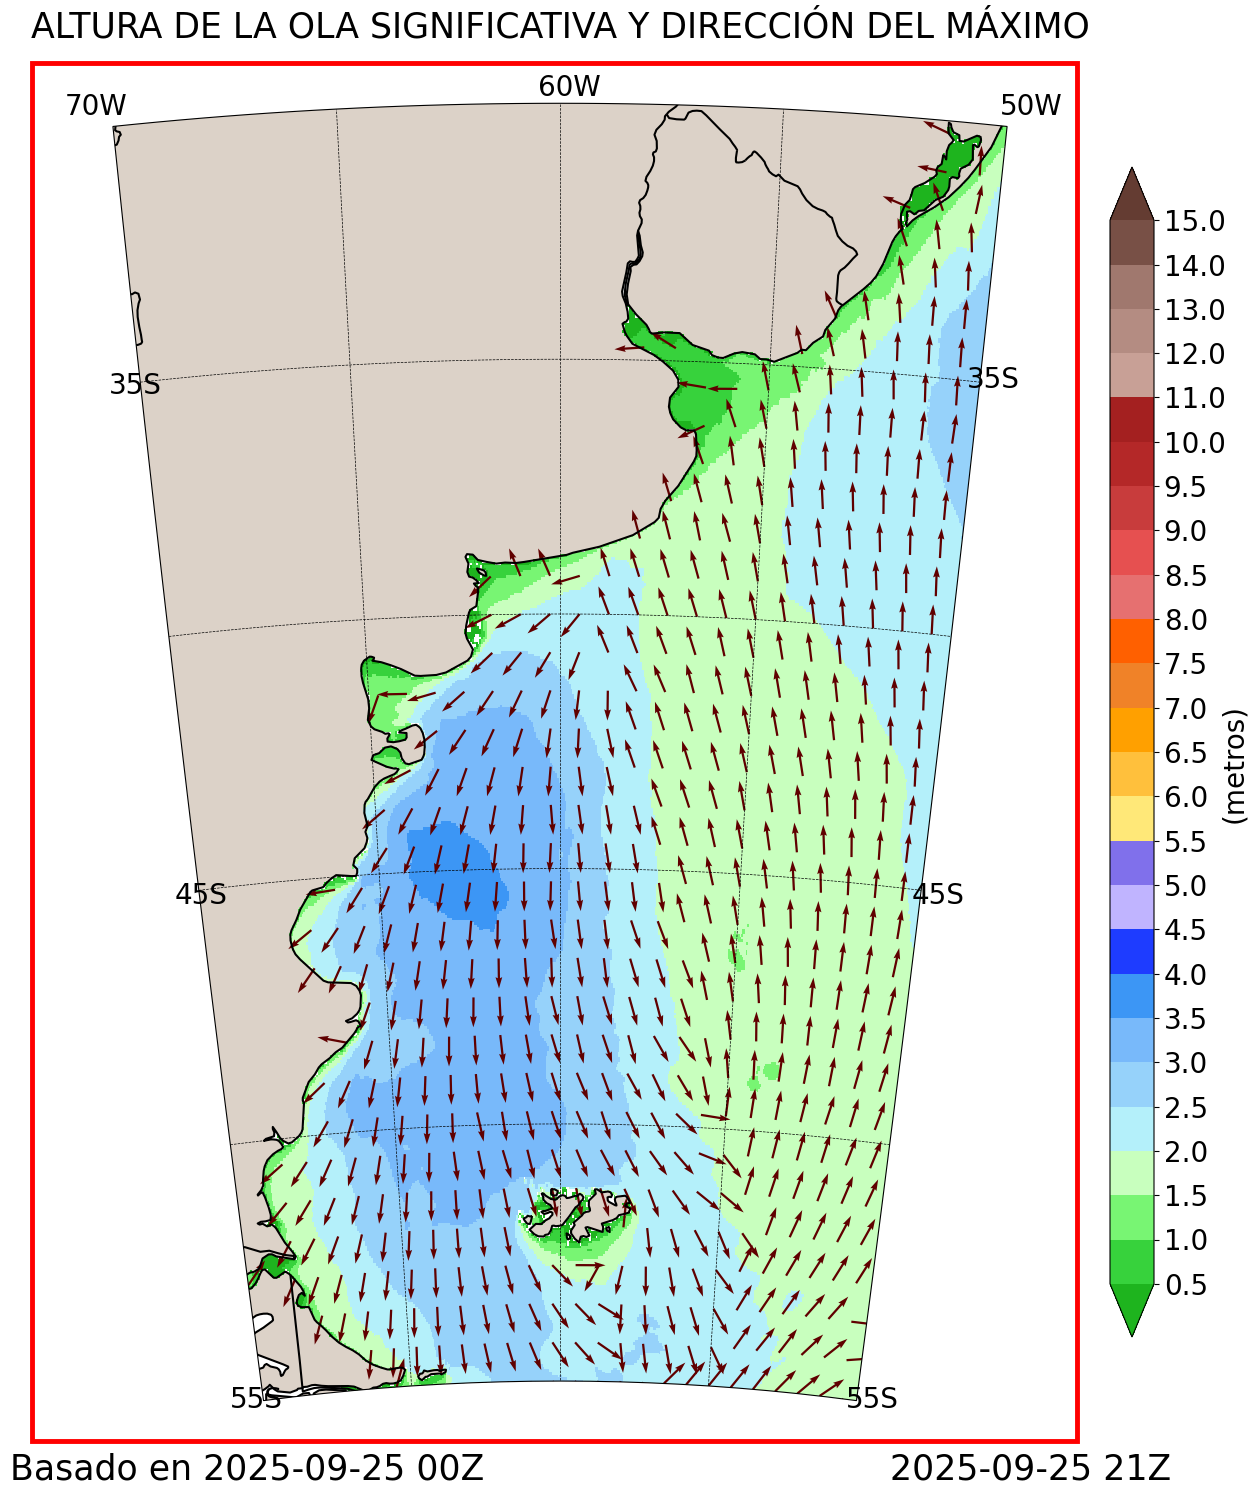 ALTURA DE LA OLA SIGNIFICATIVA Y DIRECCIÓN DEL MÁXIMO
70W
60W
50W
35S
35S
45S
45S
55S
55S
15.0
14.0
13.0
12.0
11.0
10.0
9.5
9.0
8.5
8.0
7.5
7.0
6.5
6.0
5.5
5.0
4.5
4.0
3.5
3.0
2.5
2.0
1.5
1.0
0.5
(metros)
Basado en 2025-09-25 00Z
2025-09-25 21Z